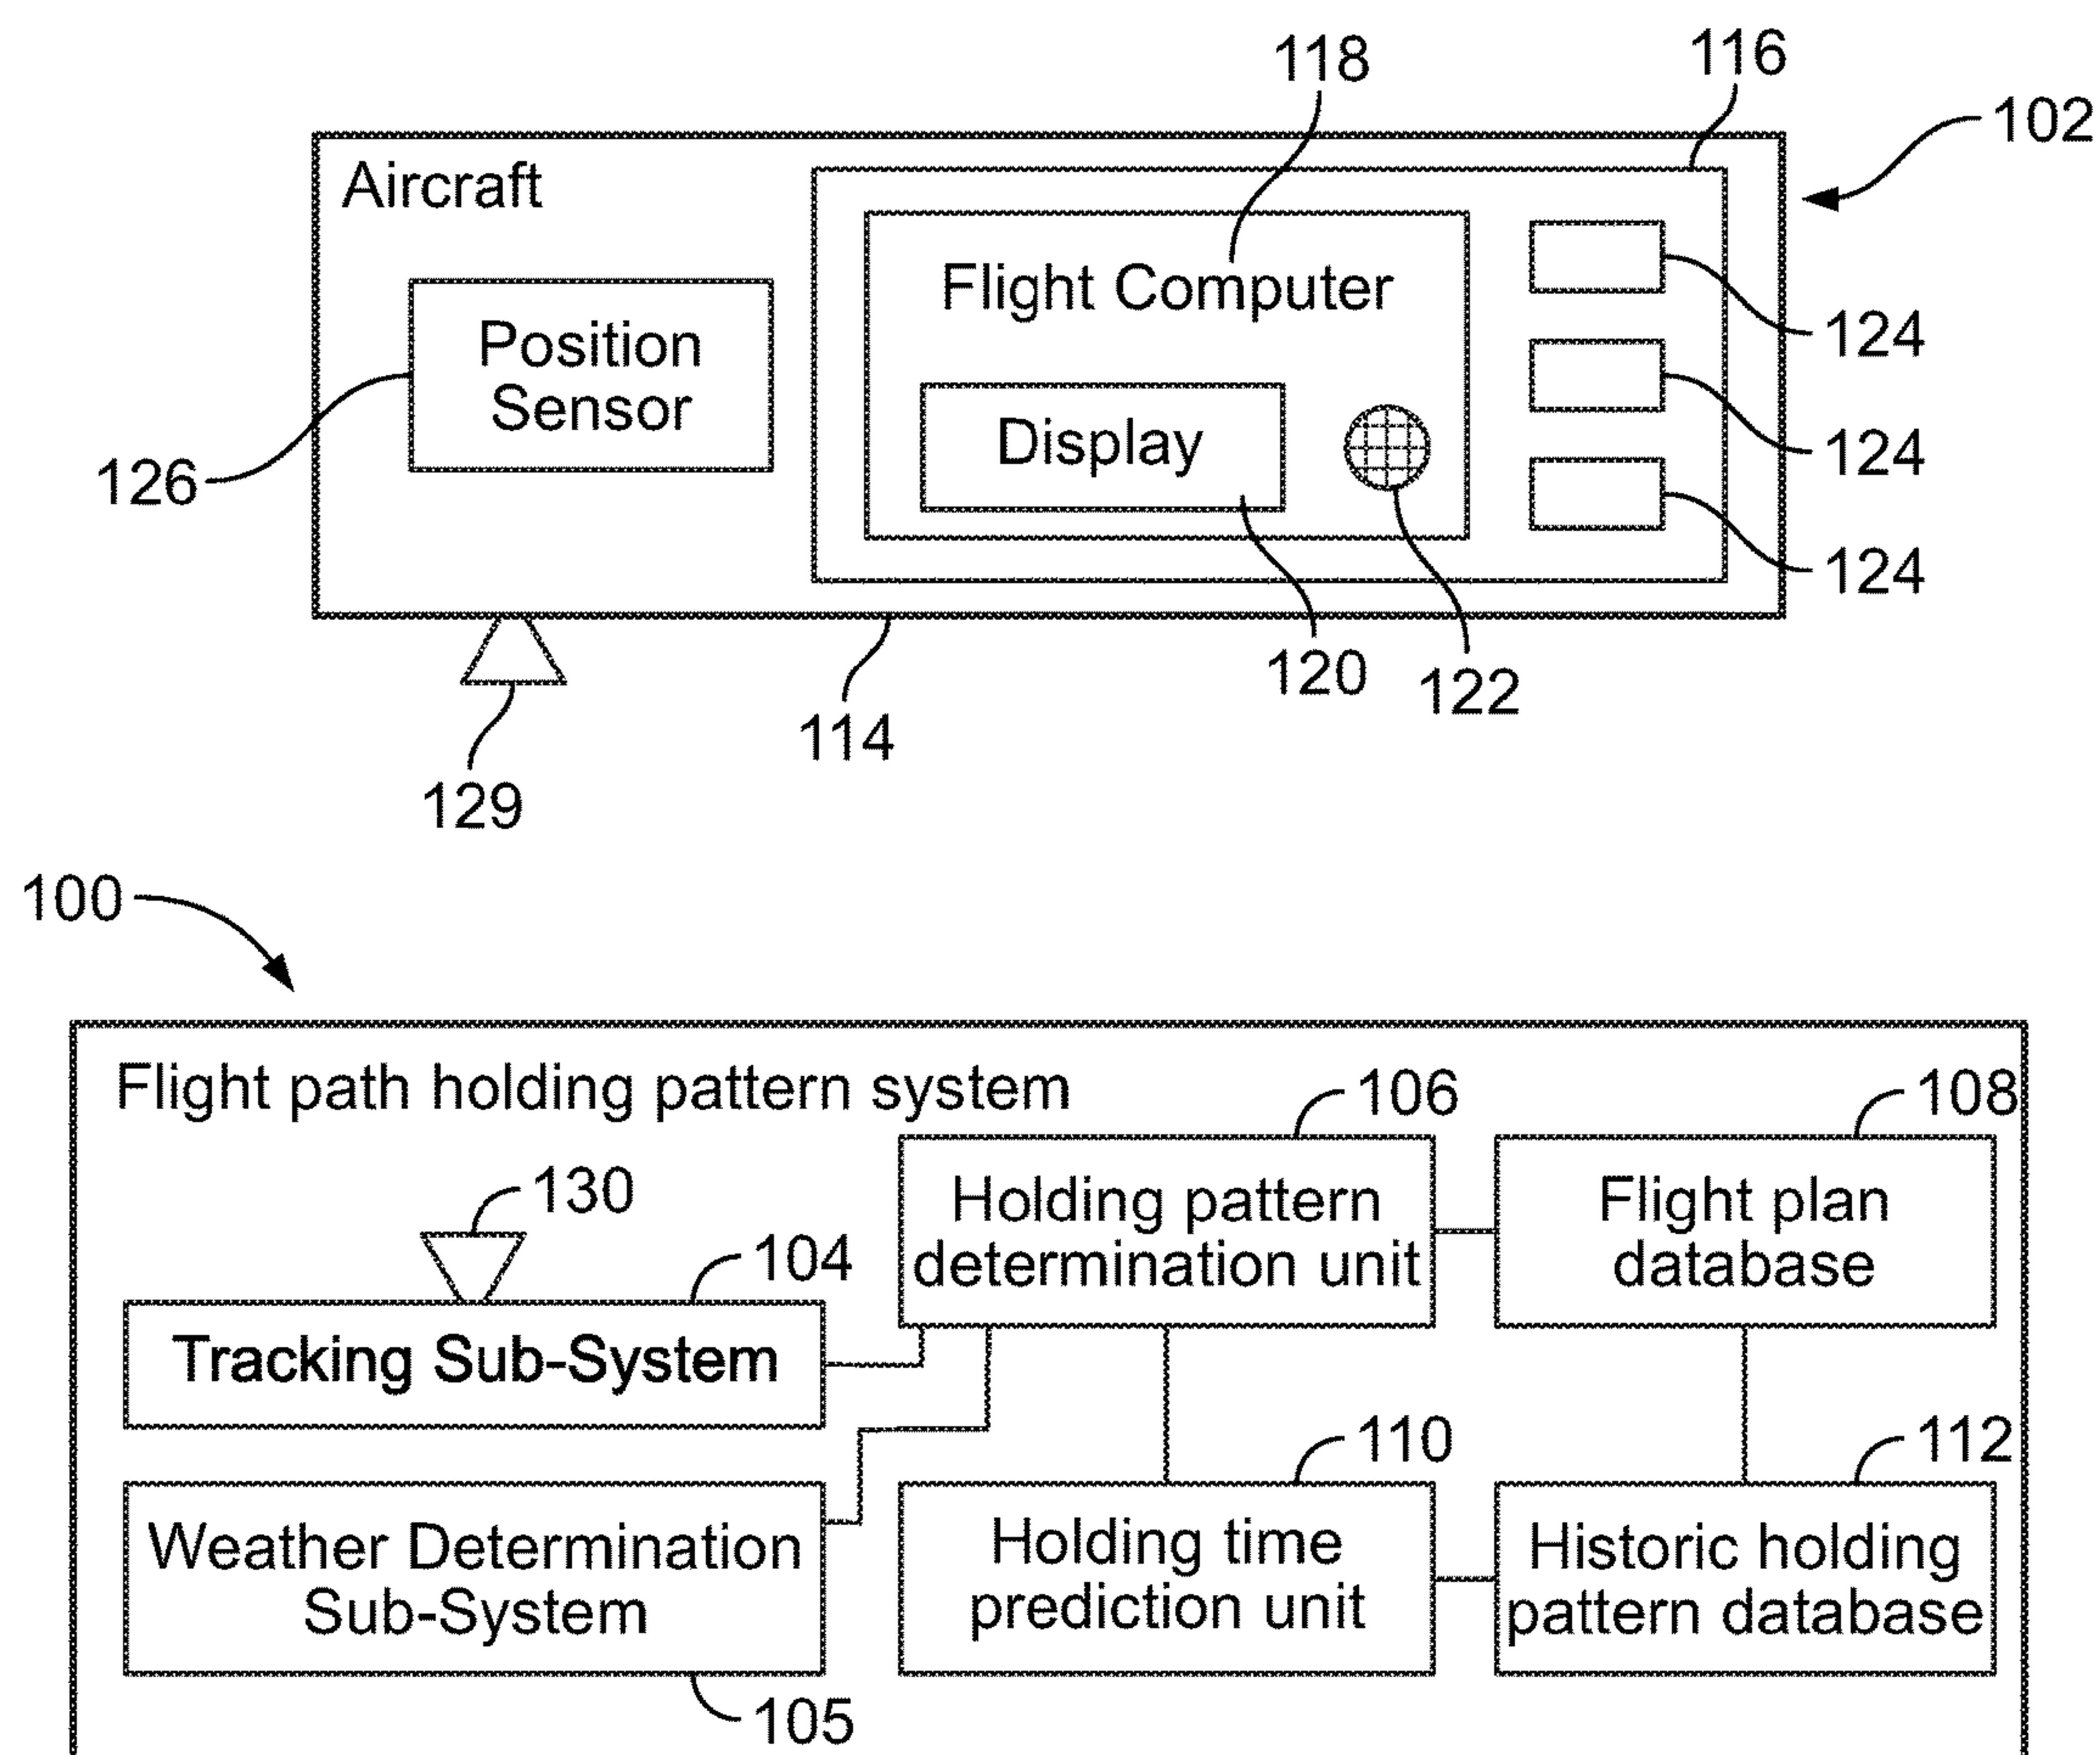 118
116
102
Aircraft
Flight Computer
Position
Sensor
124
Display
124
126
124
120
122
114
129
100
Flight path holding pattern system
106
108
130
Holding pattern
determination unit
Flight plan
database
104
Tracking Sub-System
110
112
Weather Determination
Sub-System
Holding time
prediction unit
Historic holding
pattern database
105